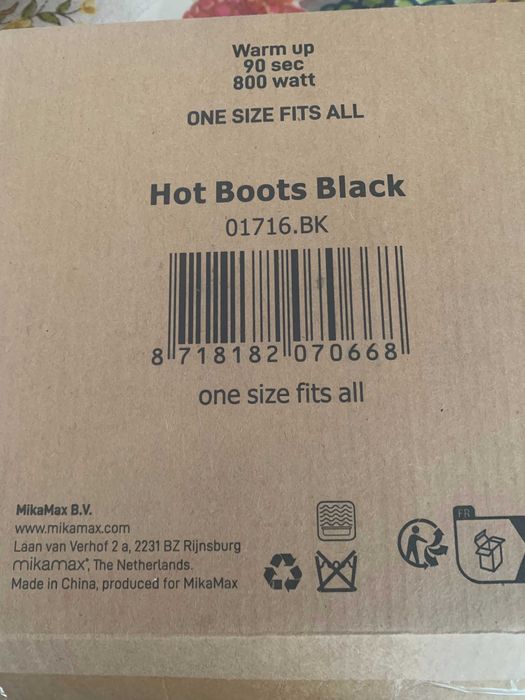 Warm up
90 sec
800 watt
ONE SIZE FITS ALL
Hot Boots Black
01716.BK
8 718182 070668
one size fits all
MikaMax B.V.
www.mikamax.com
Laan van Verhof 2 a, 2231 BZ Rijnsburg
mikamax®, The Netherlands.
Made in China, produced for MikaMax
FR